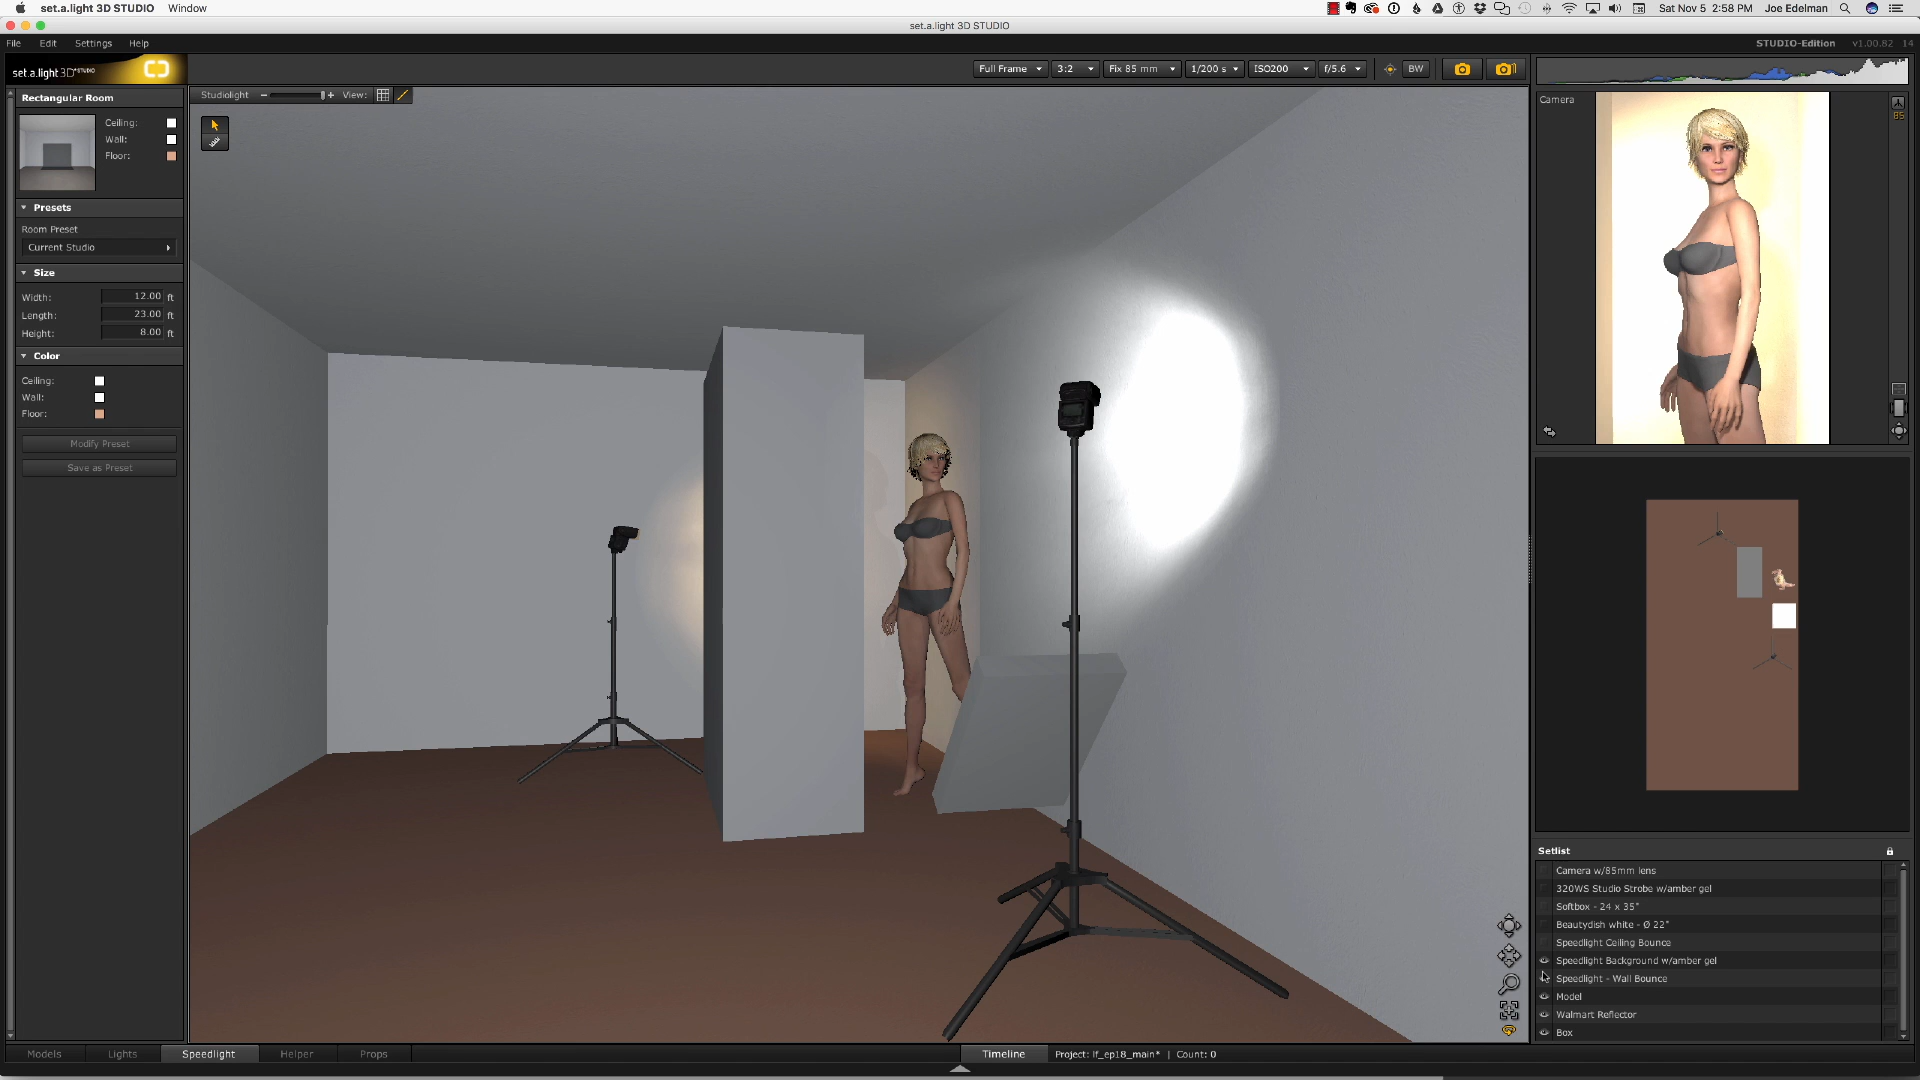 set.a.light 3D STUDIO Window Sat Nov 5 2:58 PM Joe Edelman
set.a.light 3D STUDIO
File Edit Settings Help STUDIO-Edition v1.00.82 14
set.a.light 3D STUDIO Full Frame 3:2 Fix 85 mm 1/200 s ISO200 f/5.6 BW
Rectangular Room
Studiolight − + View:
Ceiling:
Wall:
Floor:
Presets
Room Preset
Current Studio
Size
Width: 12.00 ft
Length: 23.00 ft
Height: 8.00 ft
Color
Ceiling:
Wall:
Floor:
Modify Preset
Save as Preset
Camera
85
Setlist
Camera w/85mm lens
320WS Studio Strobe w/amber gel
Softbox - 24 x 35"
Beautydish white - Ø 22"
Speedlight Ceiling Bounce
Speedlight Background w/amber gel
Speedlight - Wall Bounce
Model
Walmart Reflector
Box
Models Lights Speedlight Helper Props Timeline Project: lf_ep18_main* | Count: 0